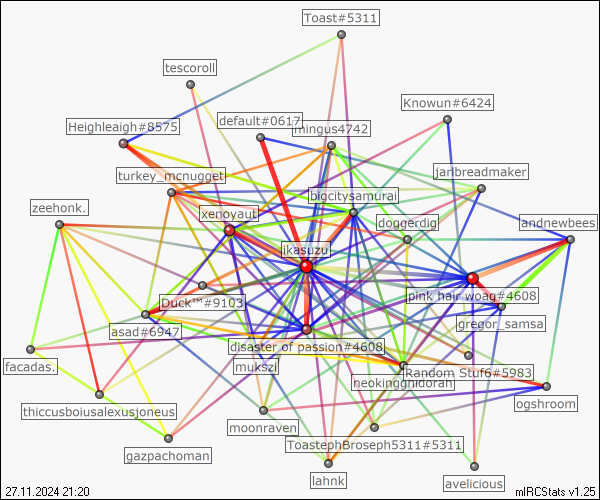 Toast#5311
tescoroll
Knowun#6424
default#0617
mingus4742
Heighleaigh#8575
turkey_mcnugget
jarlbreadmaker
bigcitysamurai
zeehonk.
xenoyaut
doggerdig
andnewbees
ikasuzu
Duck™#9103
pink hair woag#4608
gregor_samsa
asad#6947
disaster of passion#4608
facadas.
mukszi
Random Stuf6#5983
neokingghidorah
ogshroom
thiccusboiusalexusjoneus
moonraven
ToastephBroseph5311#5311
gazpachoman
lahnk
avelicious
27.11.2024 21:20
mIRCStats v1.25